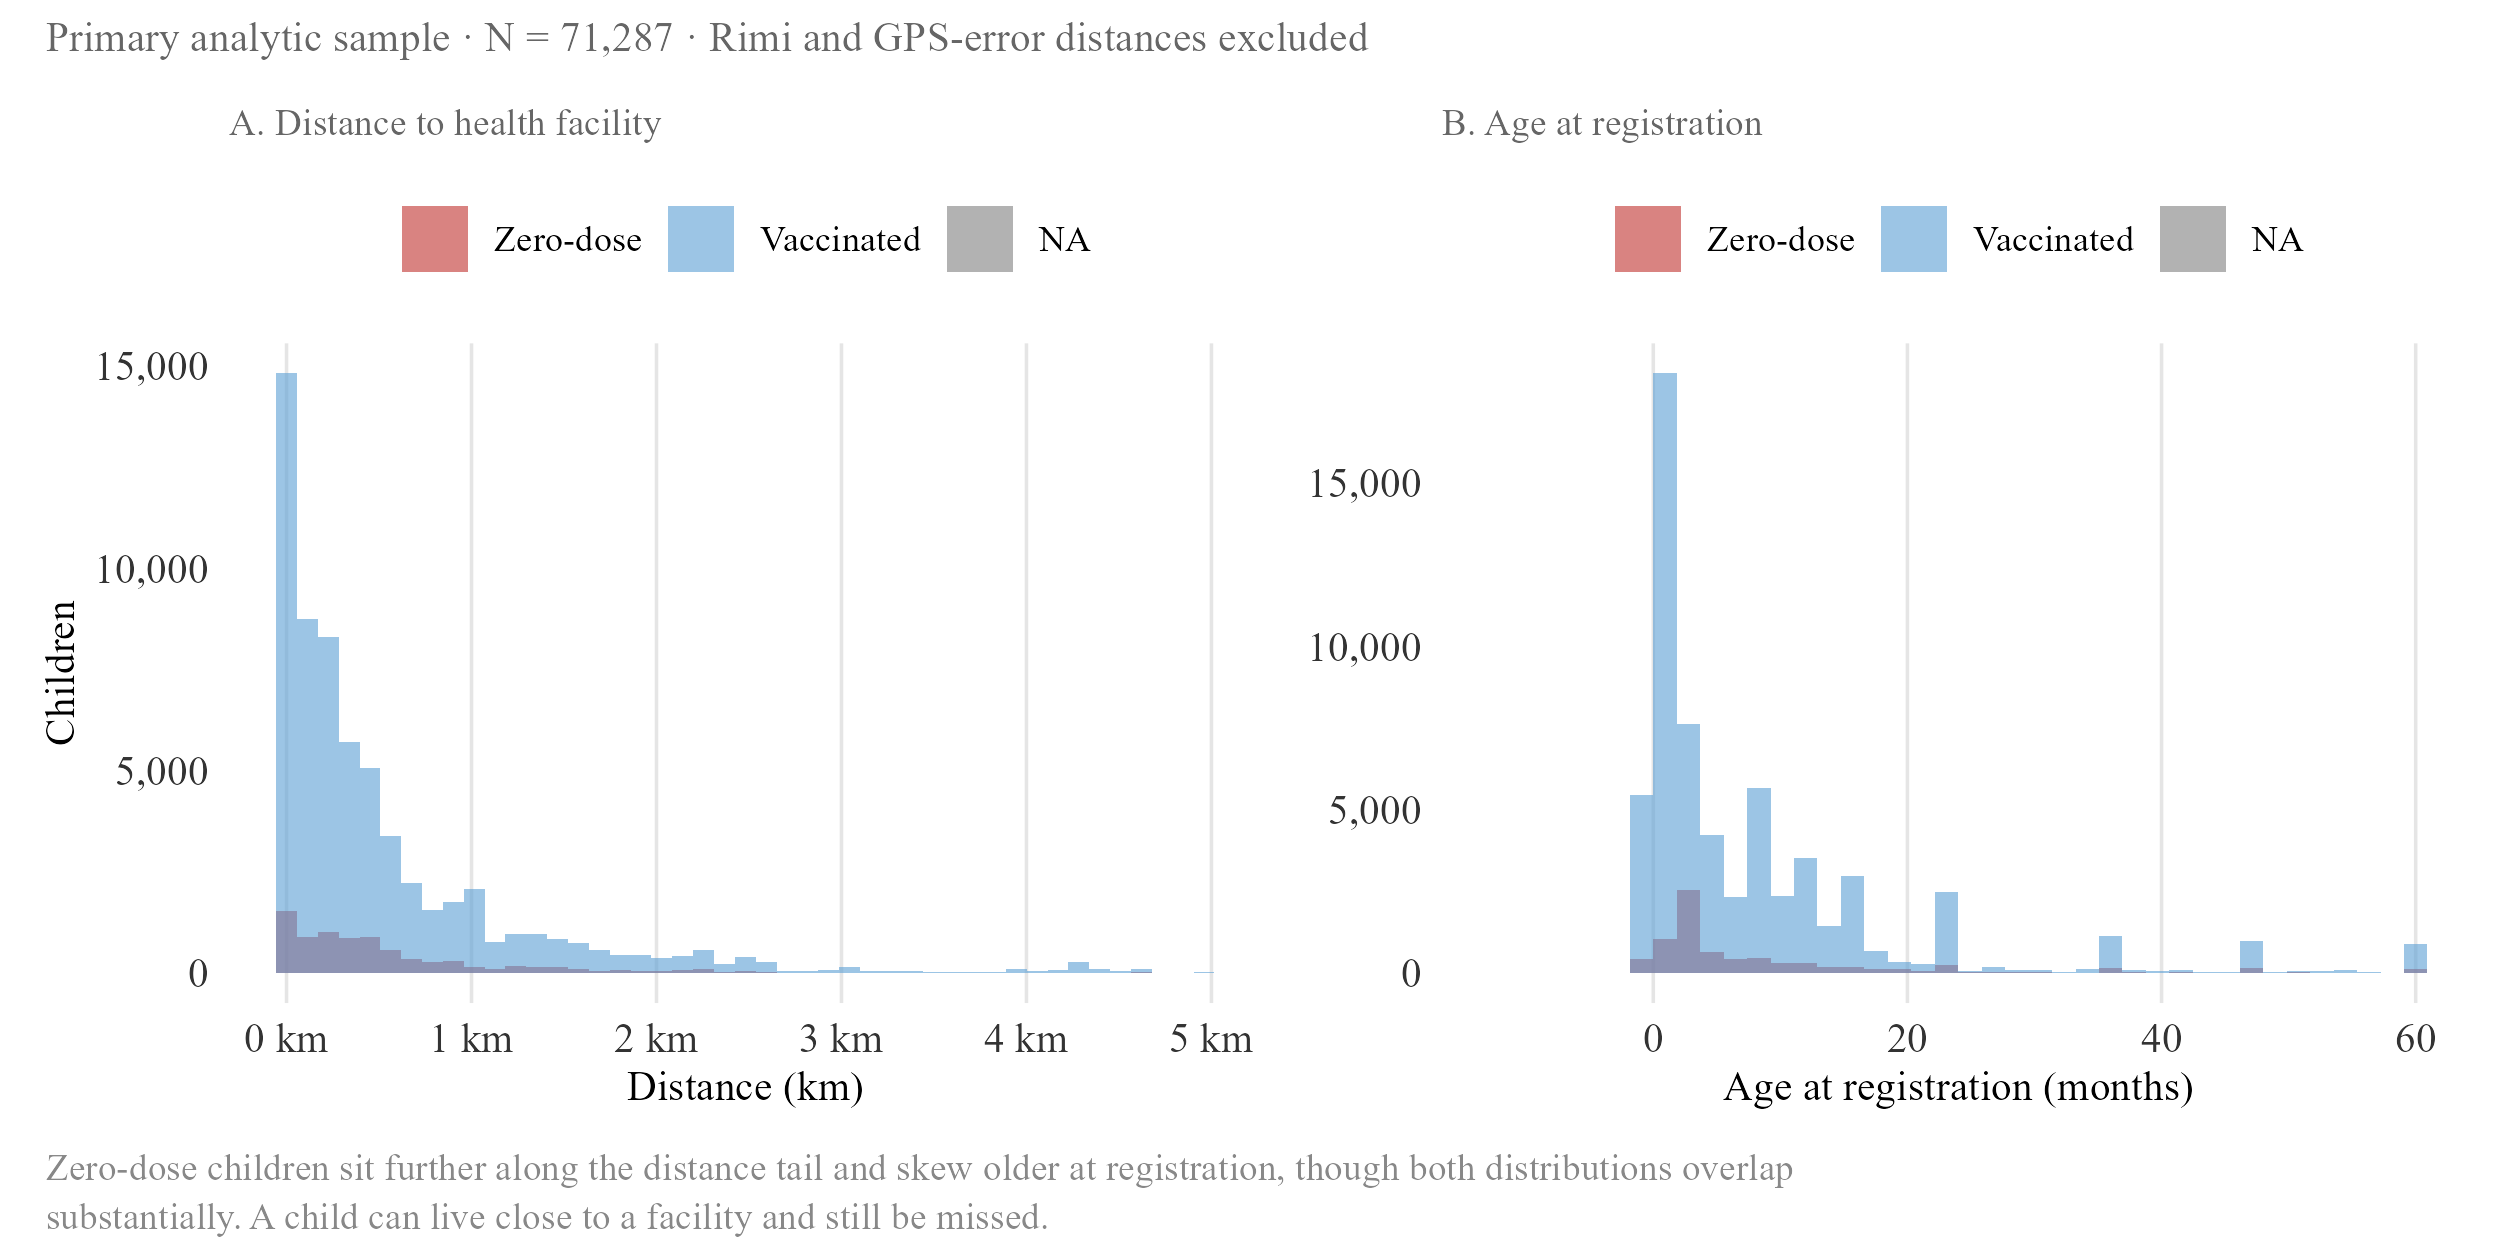 Primary analytic sample · N = 71,287 · Rimi and GPS-error distances excluded
A. Distance to health facility
Zero-dose
Vaccinated
NA
15,000
10,000
5,000
0
Children
0 km
1 km
2 km
3 km
4 km
5 km
Distance (km)
B. Age at registration
Zero-dose
Vaccinated
NA
15,000
10,000
5,000
0
0
20
40
60
Age at registration (months)
Zero-dose children sit further along the distance tail and skew older at registration, though both distributions overlap
substantially. A child can live close to a facility and still be missed.